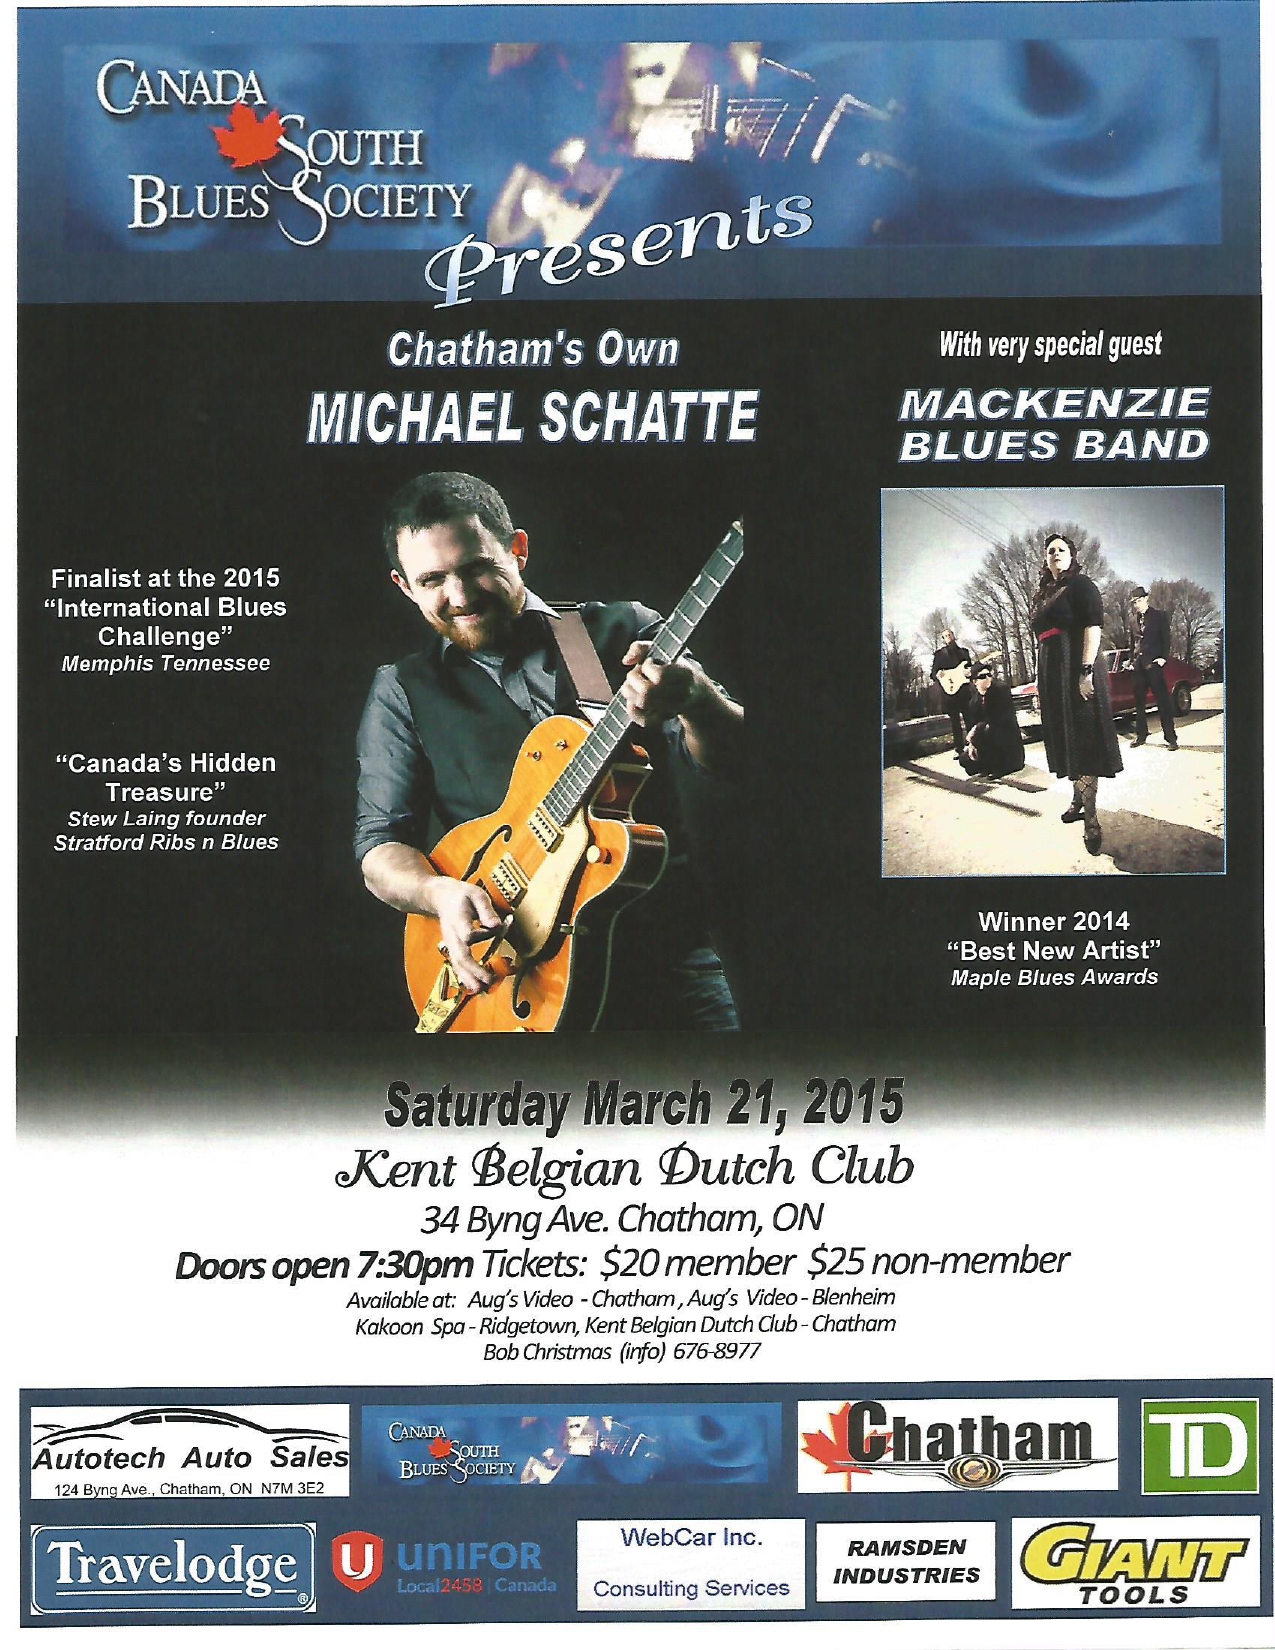 CANADA
SOUTH
BLUES SOCIETY
Presents
Chatham's Own
MICHAEL SCHATTE
With very special guest
MACKENZIE
BLUES BAND
Finalist at the 2015
“International Blues
Challenge”
Memphis Tennessee
“Canada’s Hidden
Treasure”
Stew Laing founder
Stratford Ribs n Blues
Winner 2014
“Best New Artist”
Maple Blues Awards
Saturday March 21, 2015
Kent Belgian Dutch Club
34 Byng Ave. Chatham, ON
Doors open 7:30pm Tickets: $20 member $25 non-member
Available at: Aug's Video - Chatham, Aug's Video - Blenheim
Kakoon Spa - Ridgetown, Kent Belgian Dutch Club - Chatham
Bob Christmas (info) 676-8977
Autotech Auto Sales
124 Byng Ave., Chatham, ON N7M 3E2
CANADA
SOUTH
BLUES SOCIETY
Chatham
TD
Travelodge®
U UNIFOR
Local2458 | Canada
WebCar Inc.
Consulting Services
RAMSDEN
INDUSTRIES
GIANT
TOOLS